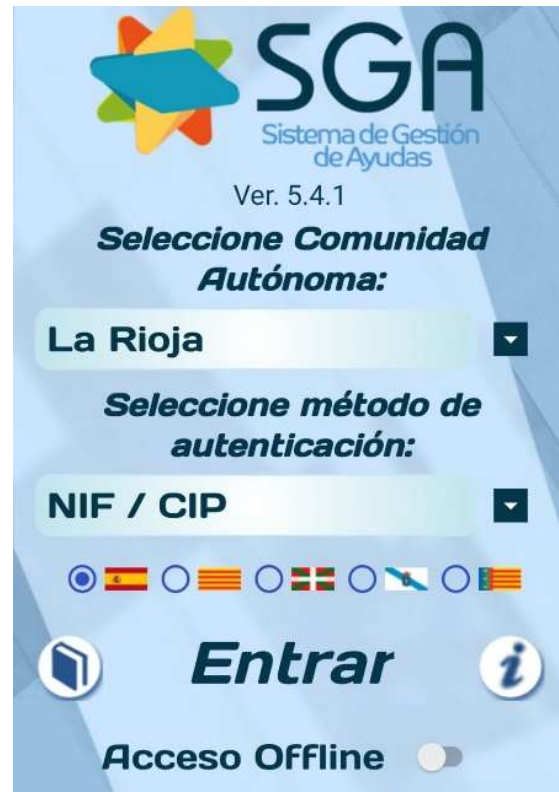 SGA
Sistema de Gestión
de Ayudas
Ver. 5.4.1
Seleccione Comunidad
Autónoma:
La Rioja
Seleccione método de
autenticación:
NIF / CIP
Entrar
i
Acceso Offline